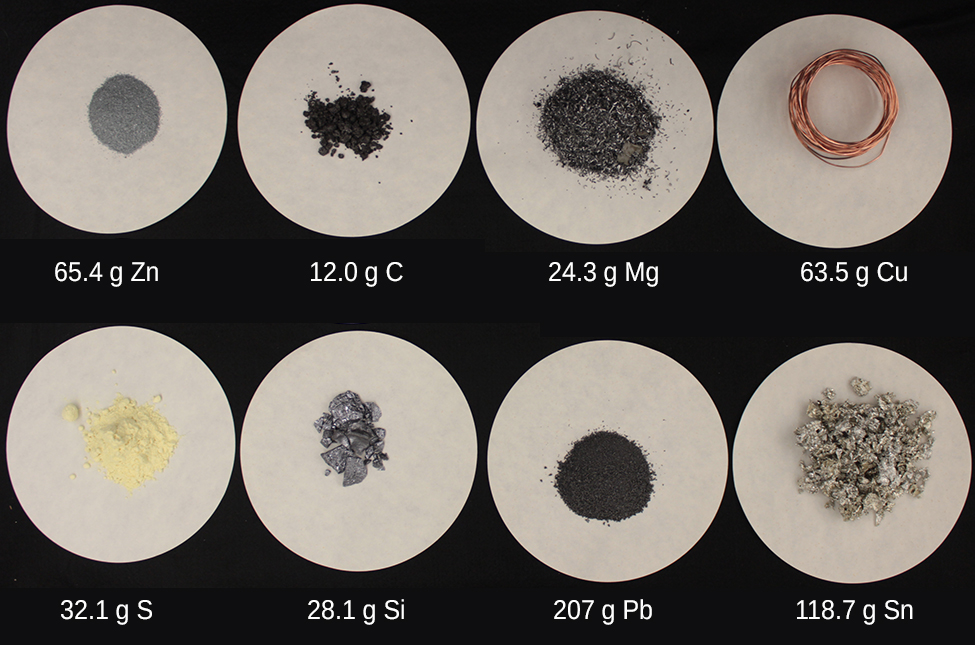 65.4 g Zn
12.0 g C
24.3 g Mg
63.5 g Cu
32.1 g S
28.1 g Si
207 g Pb
118.7 g Sn